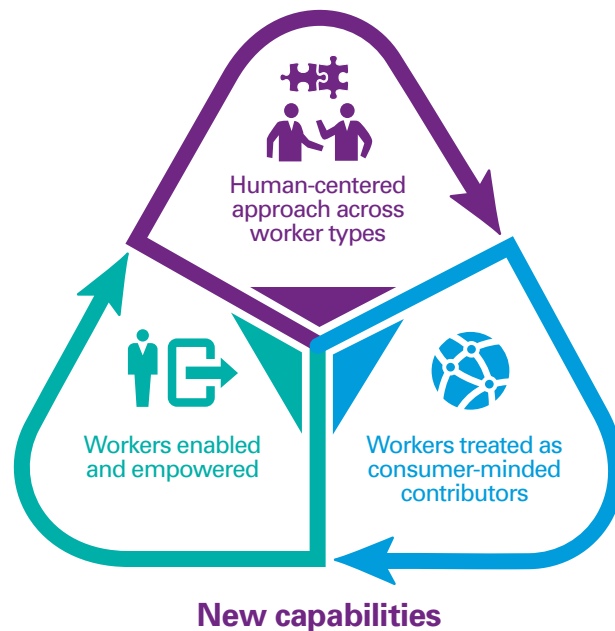 Human-centered
approach across
worker types
Workers enabled
and empowered
Workers treated as
consumer-minded
contributors
New capabilities